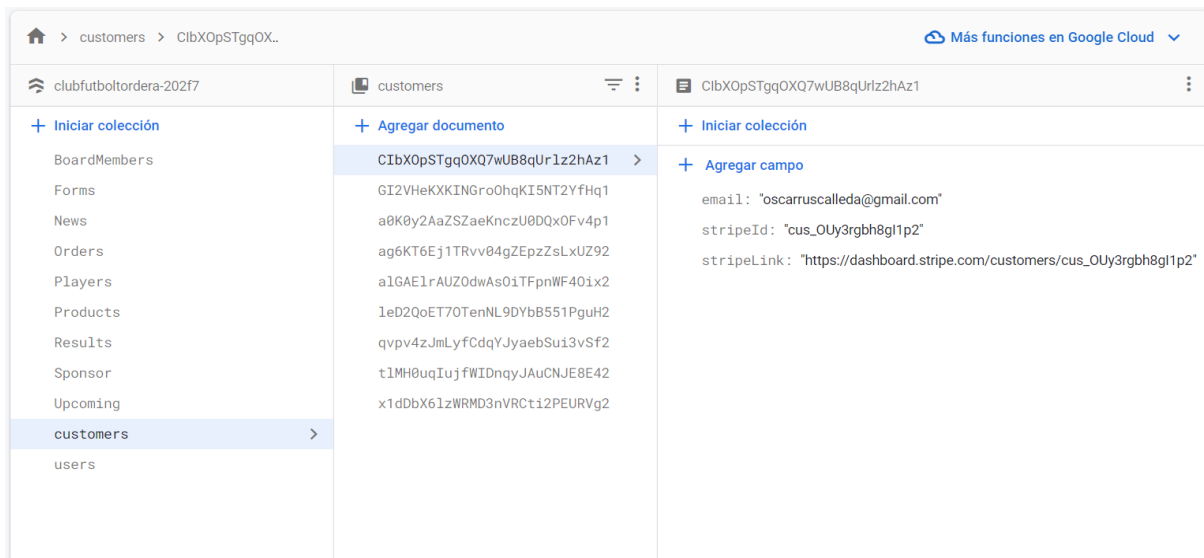 customers > CIbXOpSTgqOX..
Más funciones en Google Cloud
clubfutboltordera-202f7
customers
CIbXOpSTgqOXQ7wUB8qUrlz2hAz1
+ Iniciar colección
+ Agregar documento
+ Iniciar colección
BoardMembers
Forms
News
Orders
Players
Products
Results
Sponsor
Upcoming
customers
users
CIbXOpSTgqOXQ7wUB8qUrlz2hAz1
GI2VHeKXKINGroOhqKI5NT2YfHq1
a0K0y2AaZSZaeKnczU0DQxOFv4p1
ag6KT6Ej1TRvv04gZEpzZsLxUZ92
alGAElrAUZOdwAsOiTFpnWF4Oix2
leD2QoET7OTenNL9DYbB551PguH2
qvpv4zJmLyfCdqYJyaebSui3vSf2
tlMH0uqIujfWIDnqyJAuCNJE8E42
x1dDbX6lzWRMD3nVRCti2PEURVg2
+ Agregar campo
email: "oscarruscalleda@gmail.com"
stripeId: "cus_OUy3rgbh8gI1p2"
stripeLink: "https://dashboard.stripe.com/customers/cus_OUy3rgbh8gI1p2"